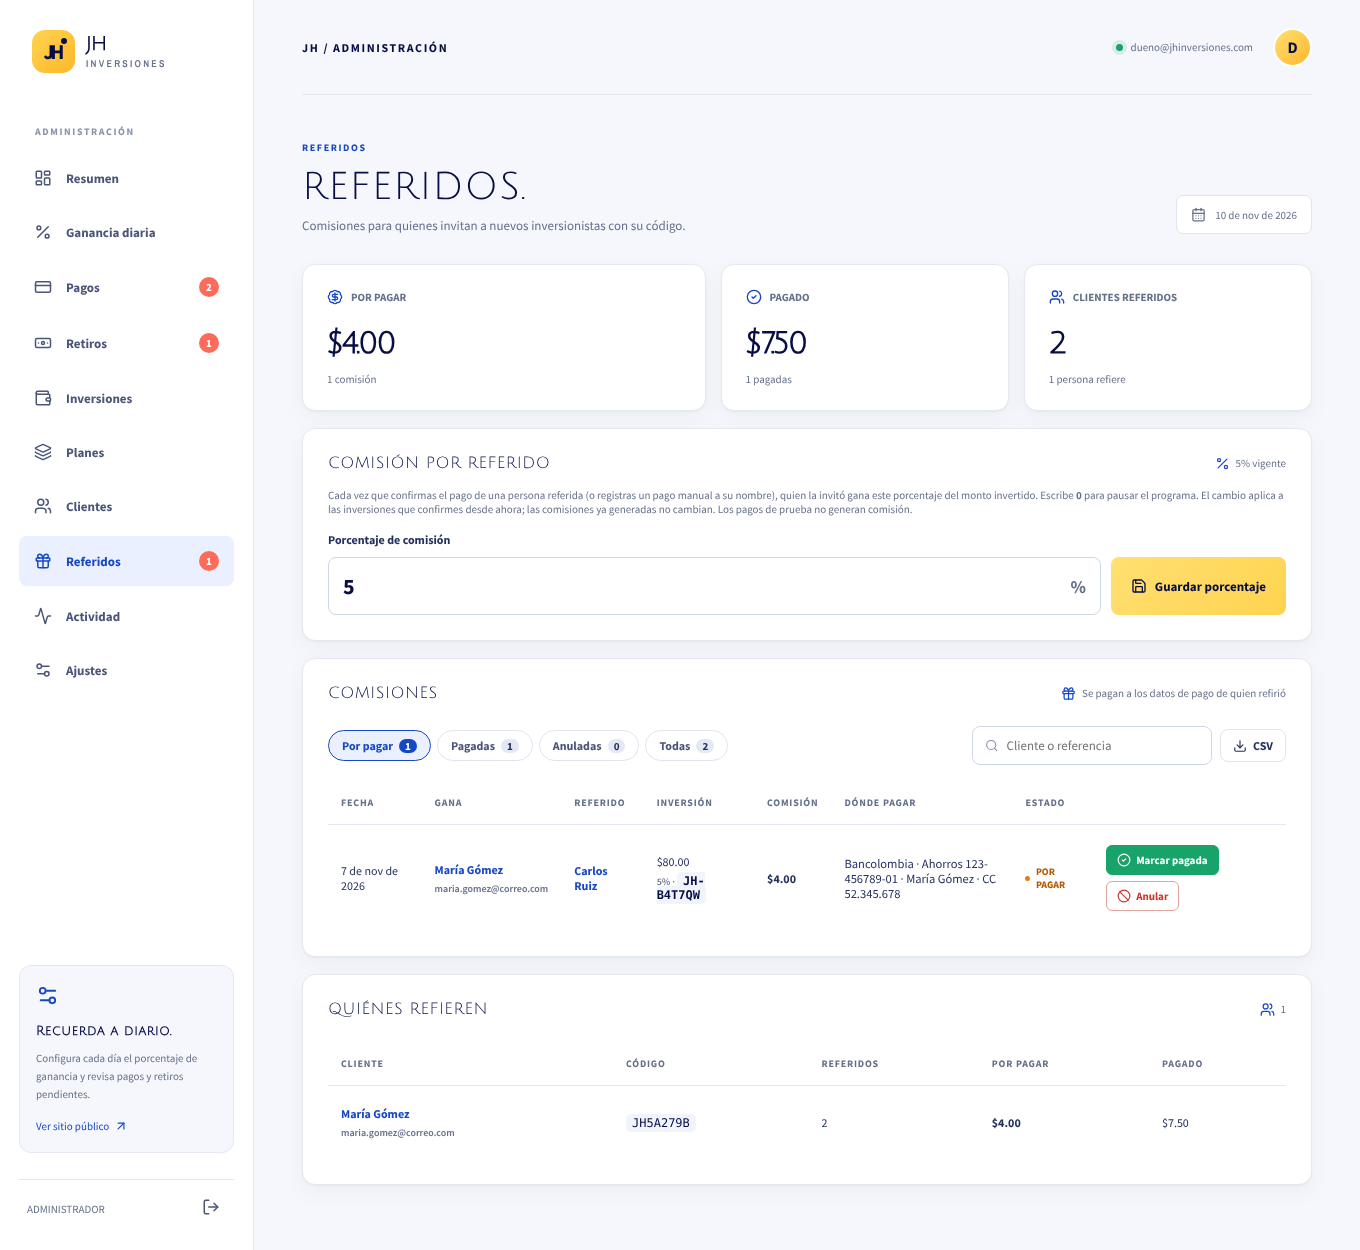 JH
JH
INVERSIONES
ADMINISTRACIÓN
Resumen
Ganancia diaria
Pagos 2
Retiros 1
Inversiones
Planes
Clientes
Referidos 1
Actividad
Ajustes
RECUERDA A DIARIO.
Configura cada día el porcentaje de
ganancia y revisa pagos y retiros
pendientes.
Ver sitio público
ADMINISTRADOR
JH / ADMINISTRACIÓN
dueno@jhinversiones.com D
REFERIDOS
REFERIDOS.
Comisiones para quienes invitan a nuevos inversionistas con su código.
10 de nov de 2026
POR PAGAR
$4.00
1 comisión
PAGADO
$7.50
1 pagadas
CLIENTES REFERIDOS
2
1 persona refiere
COMISIÓN POR REFERIDO
5% vigente
Cada vez que confirmas el pago de una persona referida (o registras un pago manual a su nombre), quien la invitó gana este porcentaje del monto invertido. Escribe 0 para pausar el programa. El cambio aplica a
las inversiones que confirmes desde ahora; las comisiones ya generadas no cambian. Los pagos de prueba no generan comisión.
Porcentaje de comisión
5 %
Guardar porcentaje
COMISIONES
Se pagan a los datos de pago de quien refirió
Por pagar 1
Pagadas 1
Anuladas 0
Todas 2
Cliente o referencia
CSV
FECHA GANA REFERIDO INVERSIÓN COMISIÓN DÓNDE PAGAR ESTADO
7 de nov de
2026
María Gómez
maria.gomez@correo.com
Carlos
Ruiz
$80.00
5% · JH-
B4T7QW
$4.00
Bancolombia · Ahorros 123-
456789-01 · María Gómez · CC
52.345.678
POR
PAGAR
Marcar pagada
Anular
QUIÉNES REFIEREN
1
CLIENTE CÓDIGO REFERIDOS POR PAGAR PAGADO
María Gómez
maria.gomez@correo.com
JH5A279B
2
$4.00
$7.50